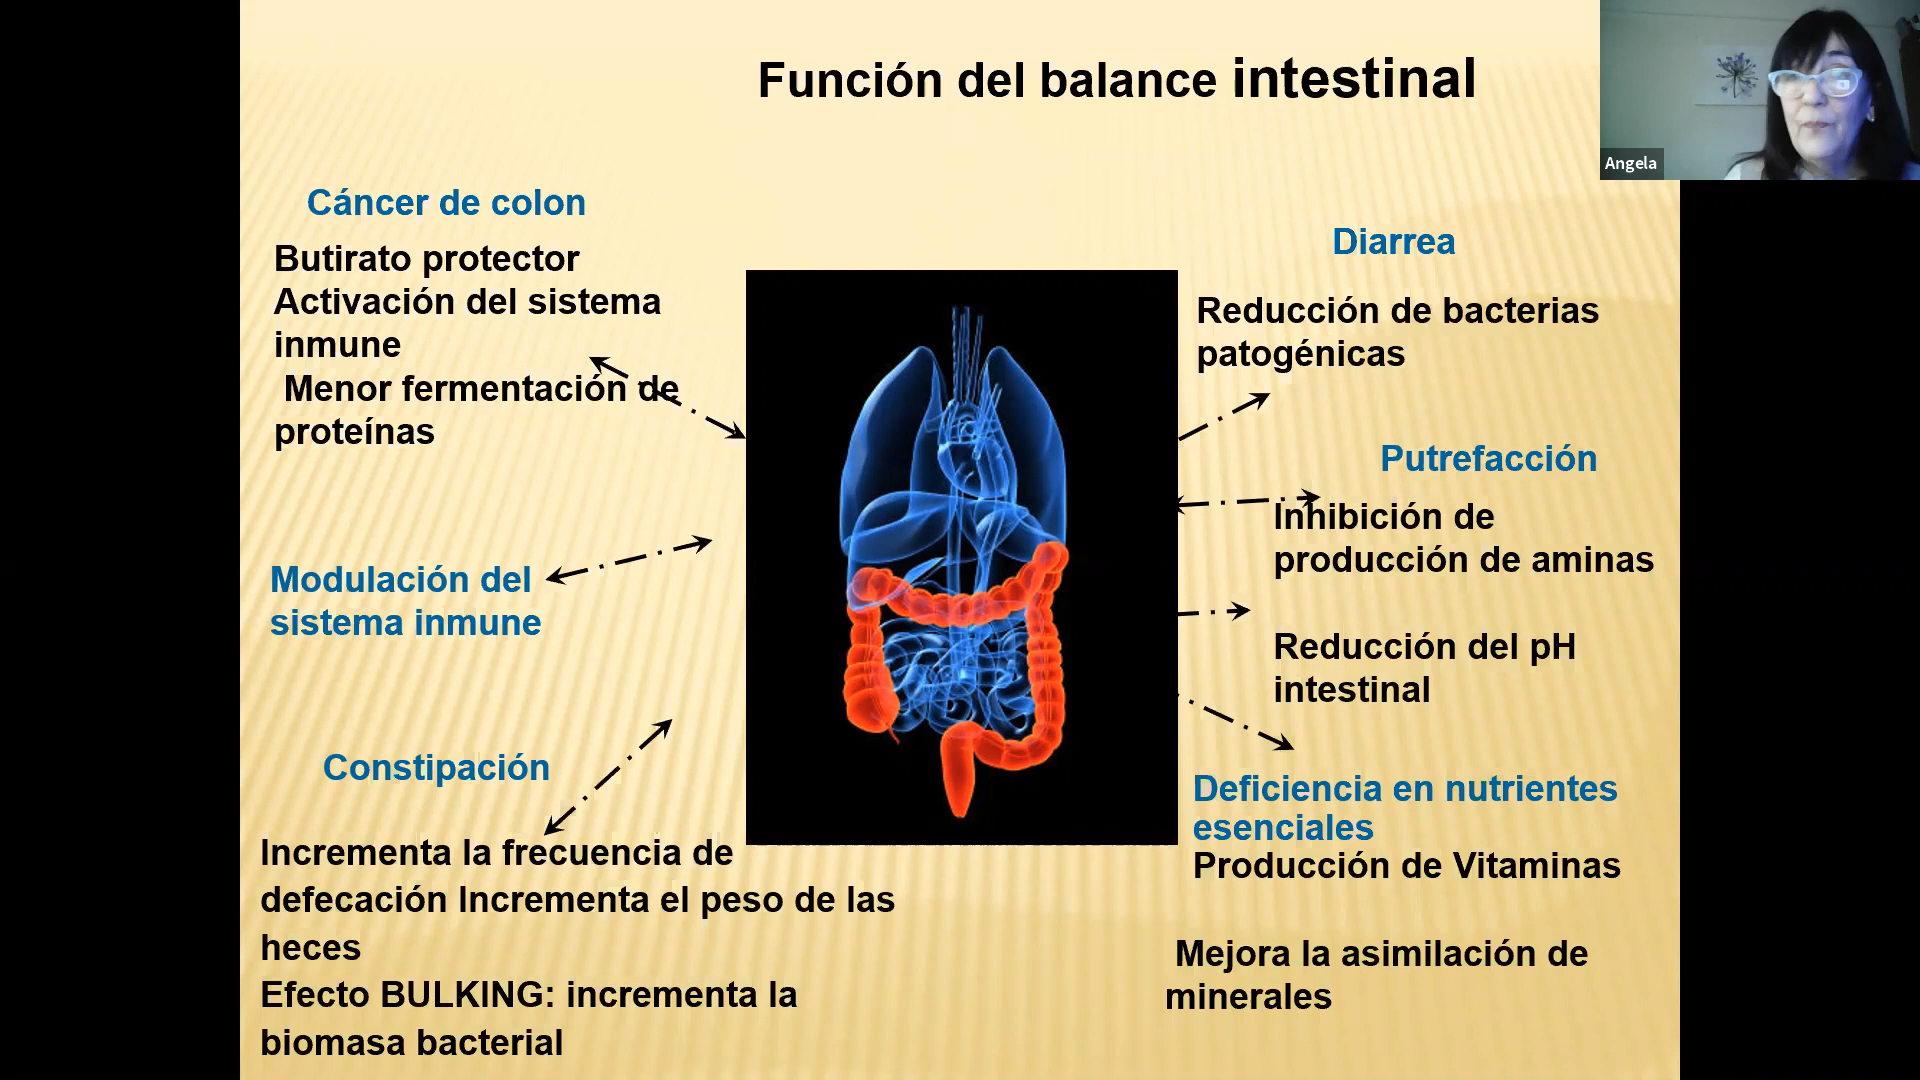 Función del balance intestinal
Angela
Cáncer de colon
Butirato protector
Activación del sistema
inmune
Menor fermentación de
proteínas
Modulación del
sistema inmune
Constipación
Incrementa la frecuencia de
defecación Incrementa el peso de las
heces
Efecto BULKING: incrementa la
biomasa bacterial
Diarrea
Reducción de bacterias
patogénicas
Putrefacción
Inhibición de
producción de aminas
Reducción del pH
intestinal
Deficiencia en nutrientes
esenciales
Producción de Vitaminas
Mejora la asimilación de
minerales